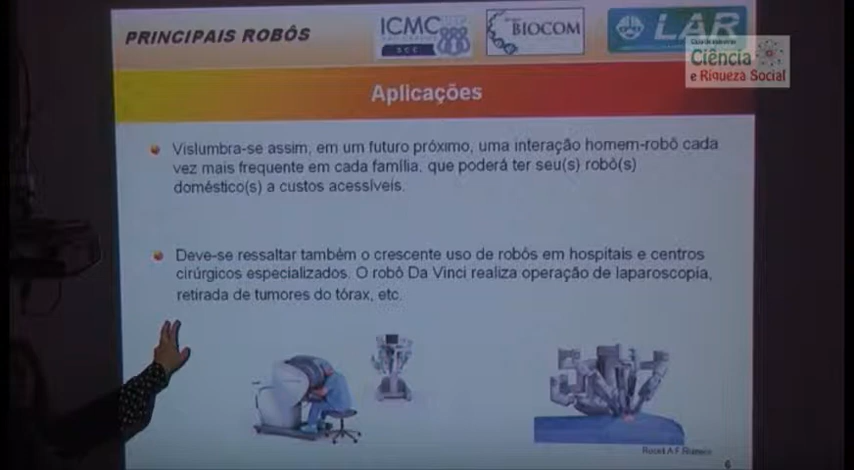 PRINCIPAIS ROBÔS
ICMC
SCC
BIOCOM
LAR
Ciência
e Riqueza Social
Aplicações
Vislumbra-se assim, em um futuro próximo, uma interação homem-robô cada
vez mais frequente em cada família, que poderá ter seu(s) robô(s)
doméstico(s) a custos acessíveis.
Deve-se ressaltar também o crescente uso de robôs em hospitais e centros
cirúrgicos especializados. O robô Da Vinci realiza operação de laparoscopia,
retirada de tumores do tórax, etc.
6